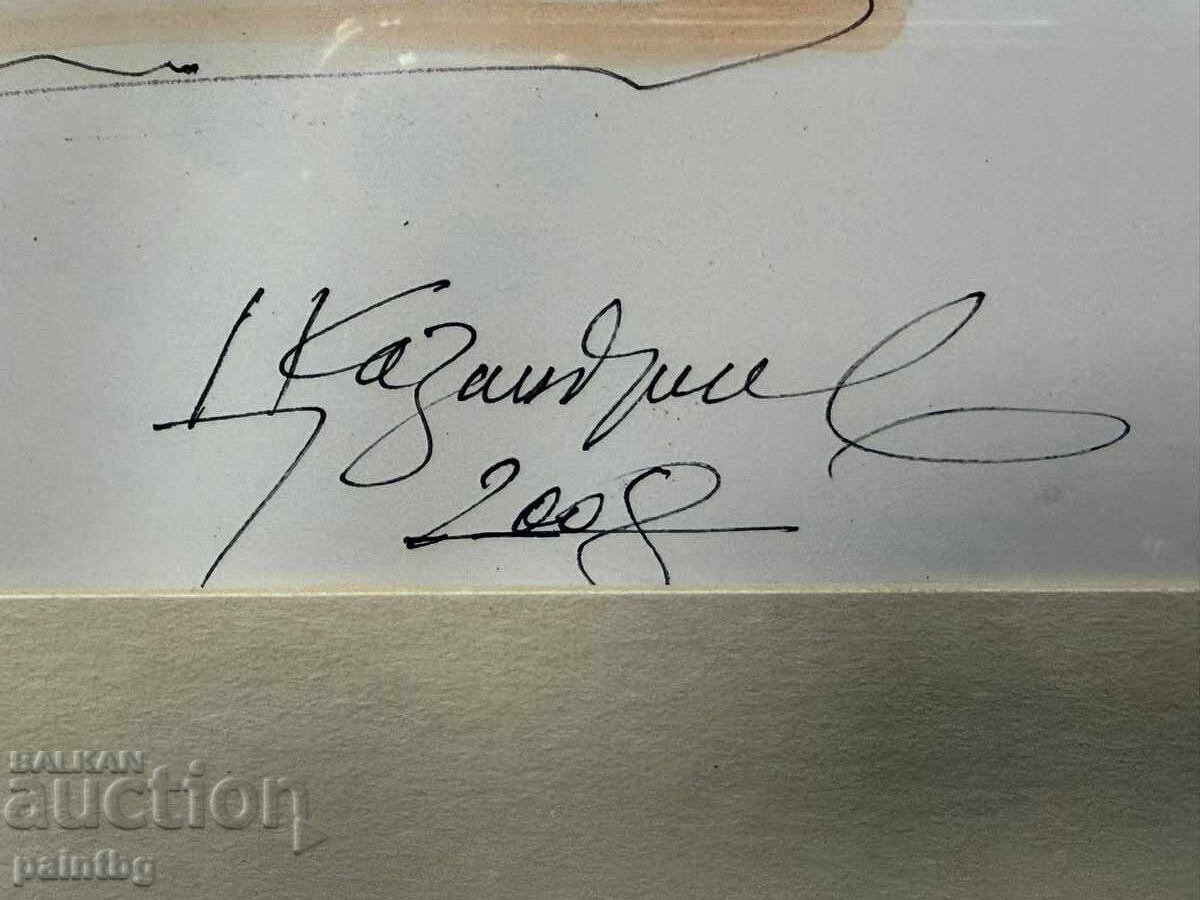 Ц Казанджиев
2008
BALKAN
auction
paintbg